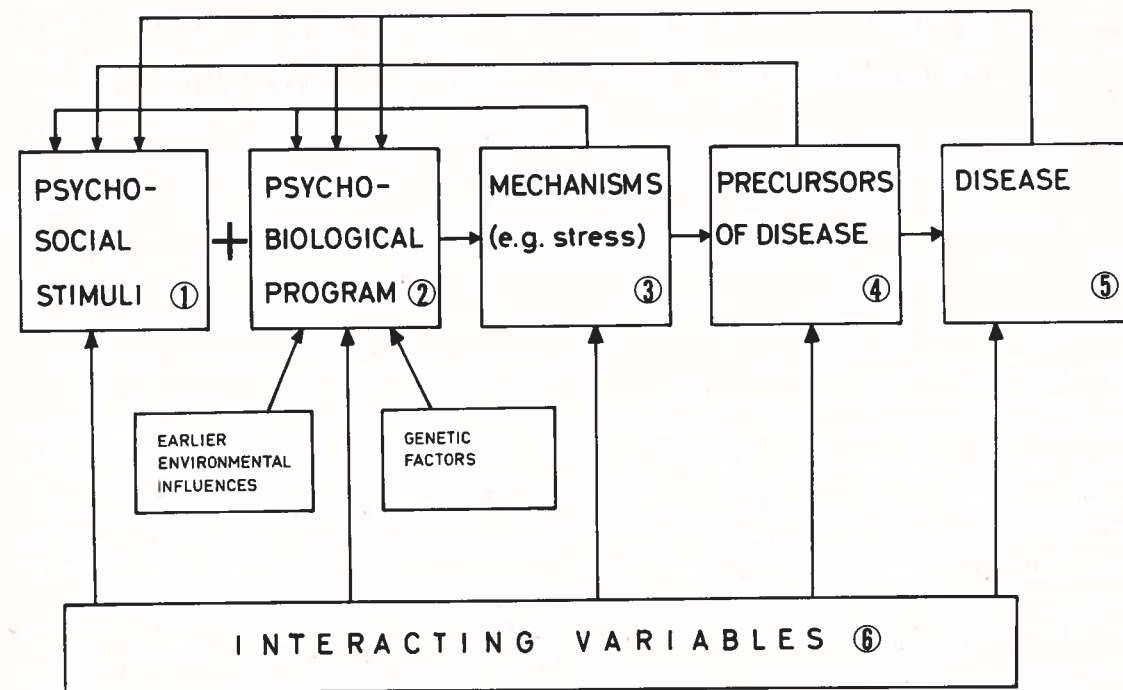 PSYCHO-
SOCIAL
STIMULI ①
+
PSYCHO-
BIOLOGICAL
PROGRAM ②
MECHANISMS
(e.g. stress)
③
PRECURSORS
OF DISEASE
④
DISEASE
⑤
EARLIER
ENVIRONMENTAL
INFLUENCES
GENETIC
FACTORS
INTERACTING VARIABLES ⑥